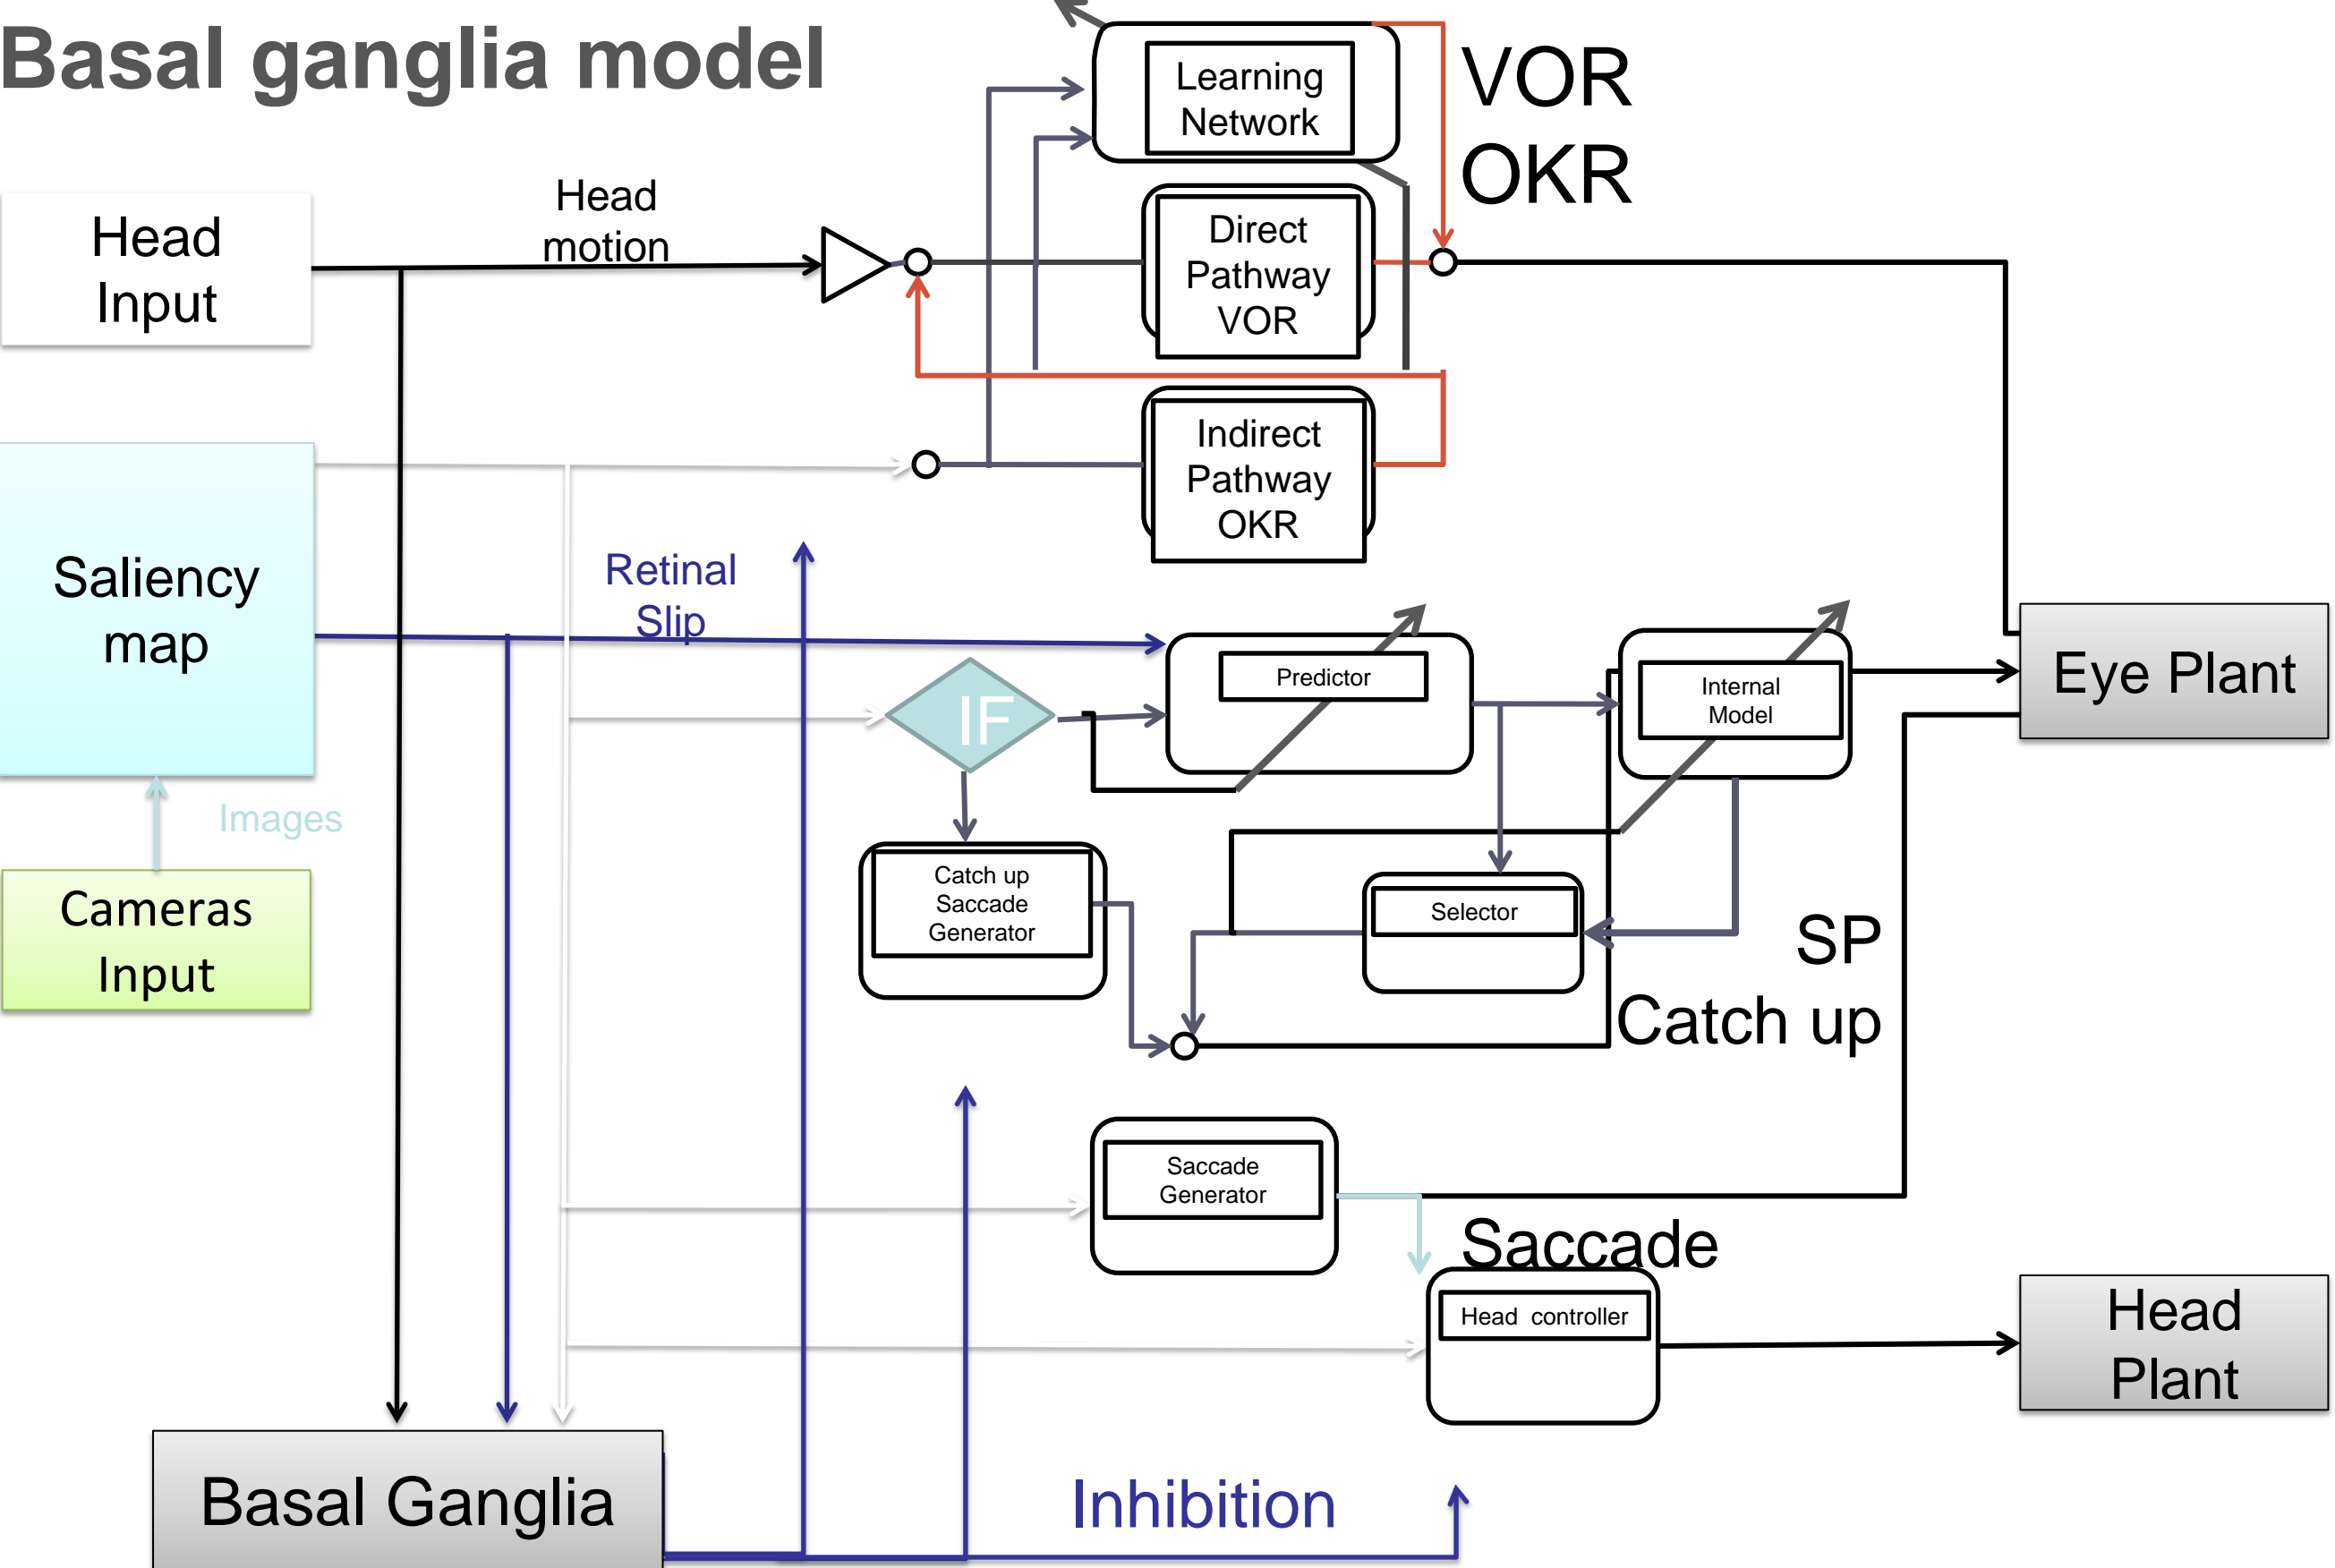 Basal ganglia model
Learning
Network
VOR
OKR
Head
Input
Head
motion
Direct
Pathway
VOR
Indirect
Pathway
OKR
Saliency
map
Retinal
Slip
IF
Predictor
Internal
Model
Eye Plant
Images
Cameras
Input
Catch up
Saccade
Generator
Selector
SP
Catch up
Saccade
Generator
Saccade
Head  controller
Head
Plant
Basal Ganglia
Inhibition